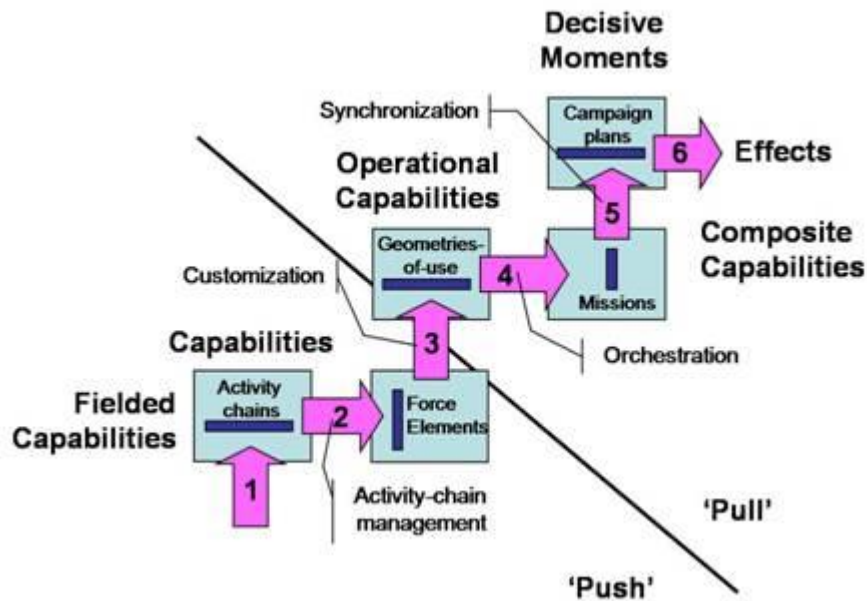 Decisive
Moments
Synchronization
Campaign
plans
6
Effects
Operational
Capabilities
5
Geometries-
of-use
4
Composite
Capabilities
Customization
Missions
3
Orchestration
Capabilities
Activity
chains
Fielded
Capabilities
2
Force
Elements
1
Activity-chain
management
'Pull'
'Push'